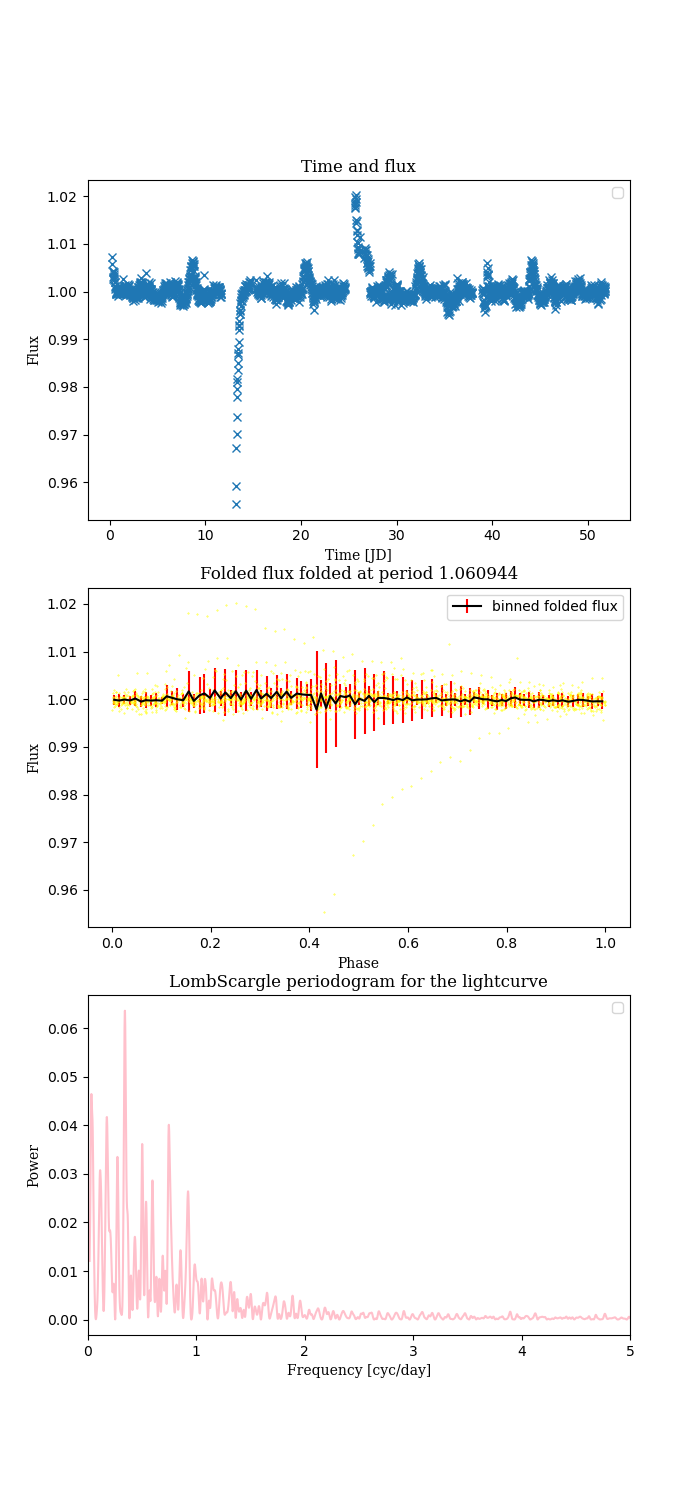 Time and flux
1.02
1.01
1.00
0.99
0.98
0.97
0.96
Flux
0 10 20 30 40 50
Time [JD]
Folded flux folded at period 1.060944
binned folded flux
1.02
1.01
1.00
0.99
0.98
0.97
0.96
Flux
0.0 0.2 0.4 0.6 0.8 1.0
Phase
LombScargle periodogram for the lightcurve
0.06
0.05
0.04
0.03
0.02
0.01
0.00
Power
0 1 2 3 4 5
Frequency [cyc/day]